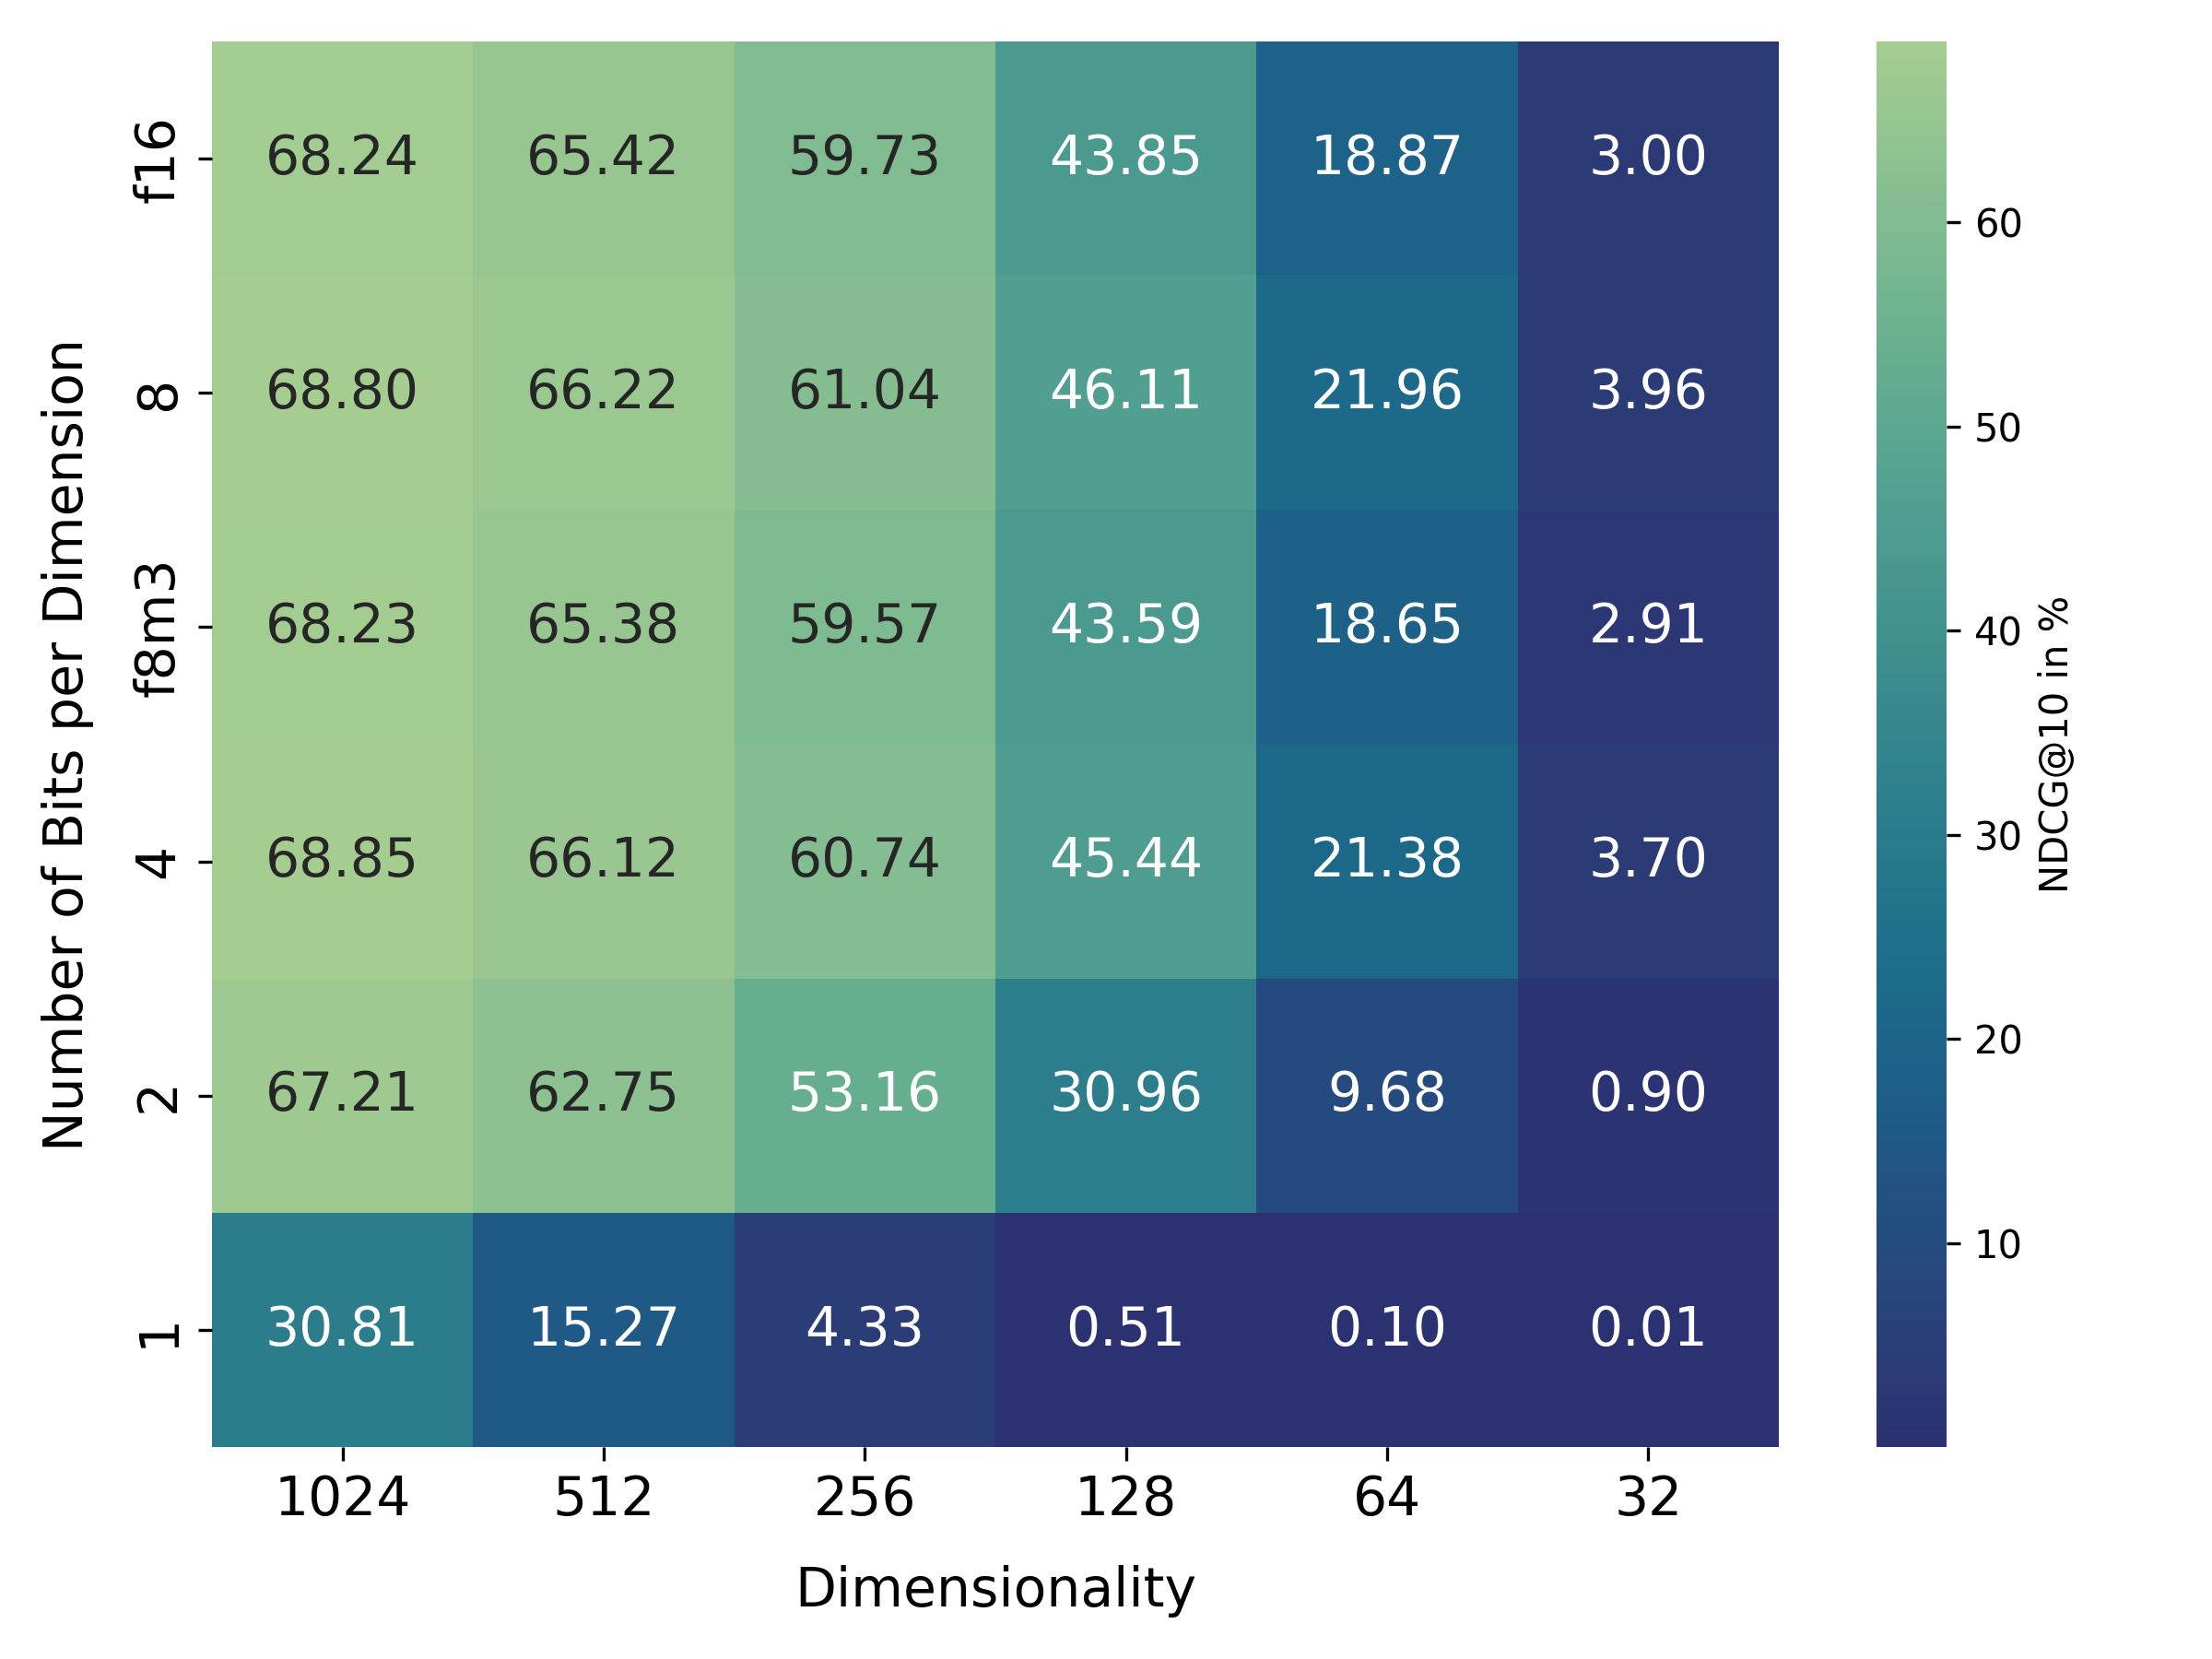 Number of Bits per Dimension
f16 68.24 65.42 59.73 43.85 18.87 3.00
8 68.80 66.22 61.04 46.11 21.96 3.96
f8m3 68.23 65.38 59.57 43.59 18.65 2.91
4 68.85 66.12 60.74 45.44 21.38 3.70
2 67.21 62.75 53.16 30.96 9.68 0.90
1 30.81 15.27 4.33 0.51 0.10 0.01
1024 512 256 128 64 32
Dimensionality
60
50
40
30
20
10
NDCG@10 in %